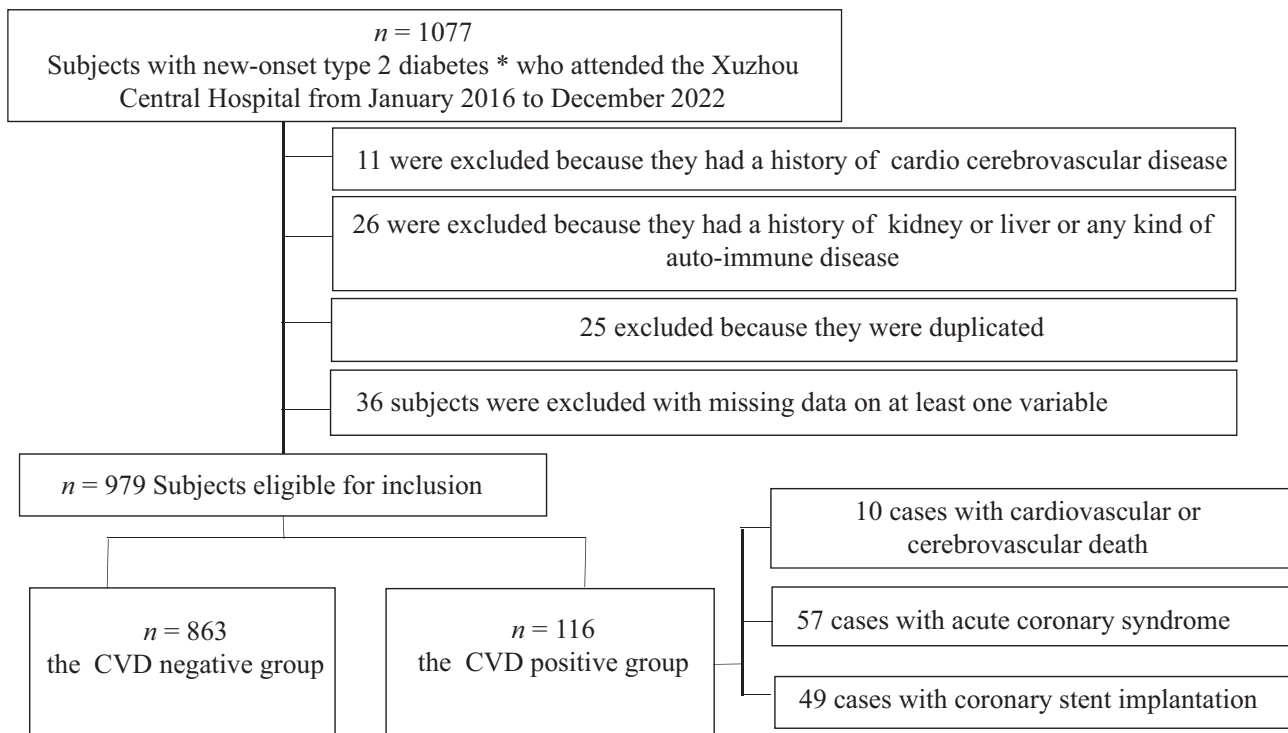 n = 1077
Subjects with new-onset type 2 diabetes * who attended the Xuzhou
Central Hospital from January 2016 to December 2022
11 were excluded because they had a history of cardio cerebrovascular disease
26 were excluded because they had a history of kidney or liver or any kind of
auto-immune disease
25 excluded because they were duplicated
36 subjects were excluded with missing data on at least one variable
n = 979 Subjects eligible for inclusion
10 cases with cardiovascular or
cerebrovascular death
n = 863
the CVD negative group
n = 116
the CVD positive group
57 cases with acute coronary syndrome
49 cases with coronary stent implantation